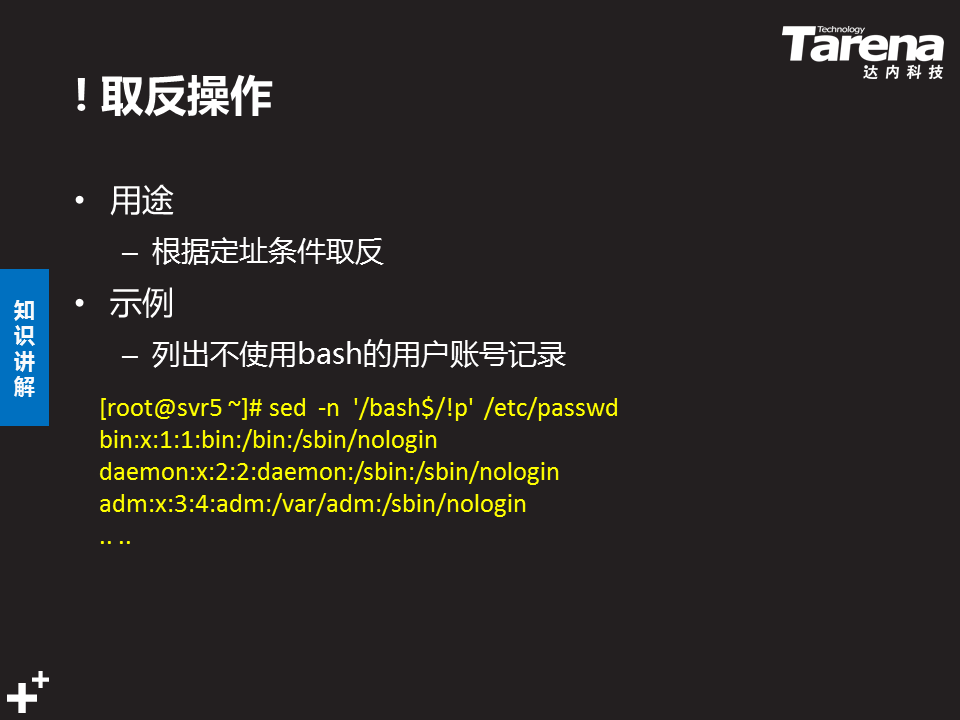 Technology
Tarena
达内科技
! 取反操作
• 用途
– 根据定址条件取反
• 示例
– 列出不使用bash的用户账号记录
知识讲解
[root@svr5 ~]# sed -n '/bash$/!p' /etc/passwd
bin:x:1:1:bin:/bin:/sbin/nologin
daemon:x:2:2:daemon:/sbin:/sbin/nologin
adm:x:3:4:adm:/var/adm:/sbin/nologin
.. ..